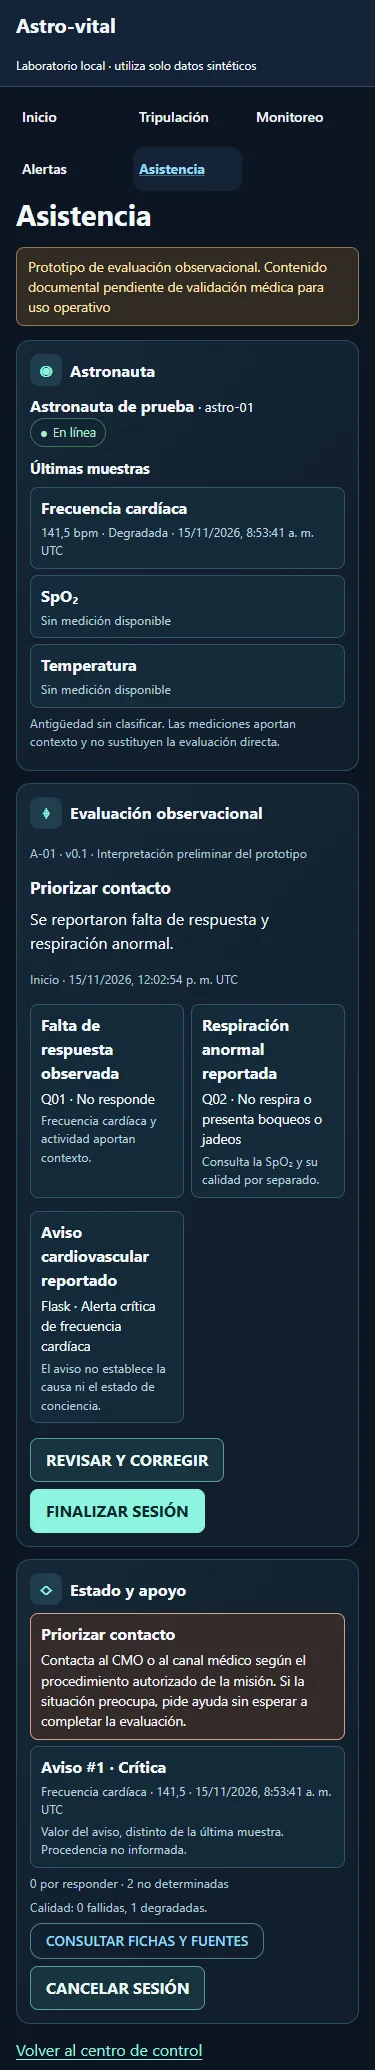 Astro-vital
Laboratorio local · utiliza solo datos sintéticos
Inicio
Tripulación
Monitoreo
Alertas
Asistencia
Asistencia
Prototipo de evaluación observacional. Contenido
documental pendiente de validación médica para
uso operativo
Astronauta
Astronauta de prueba · astro-01
En línea
Últimas muestras
Frecuencia cardíaca
141,5 bpm · Degradada · 15/11/2026, 8:53:41 a. m.
UTC
SpO₂
Sin medición disponible
Temperatura
Sin medición disponible
Antigüedad sin clasificar. Las mediciones aportan
contexto y no sustituyen la evaluación directa.
Evaluación observacional
A-01 · v0.1 · Interpretación preliminar del prototipo
Priorizar contacto
Se reportaron falta de respuesta y
respiración anormal.
Inicio · 15/11/2026, 12:02:54 p. m. UTC
Falta de
respuesta
observada
Q01 · No responde
Frecuencia cardíaca y
actividad aportan
contexto.
Respiración
anormal
reportada
Q02 · No respira o
presenta boqueos o
jadeos
Consulta la SpO₂ y su
calidad por separado.
Aviso
cardiovascular
reportado
Flask · Alerta crítica
de frecuencia
cardíaca
El aviso no establece la
causa ni el estado de
conciencia.
REVISAR Y CORREGIR
FINALIZAR SESIÓN
Estado y apoyo
Priorizar contacto
Contacta al CMO o al canal médico según el
procedimiento autorizado de la misión. Si la
situación preocupa, pide ayuda sin esperar a
completar la evaluación.
Aviso #1 · Crítica
Frecuencia cardíaca · 141,5 · 15/11/2026, 8:53:41 a. m.
UTC
Valor del aviso, distinto de la última muestra.
Procedencia no informada.
0 por responder · 2 no determinadas
Calidad: 0 fallidas, 1 degradadas.
CONSULTAR FICHAS Y FUENTES
CANCELAR SESIÓN
Volver al centro de control